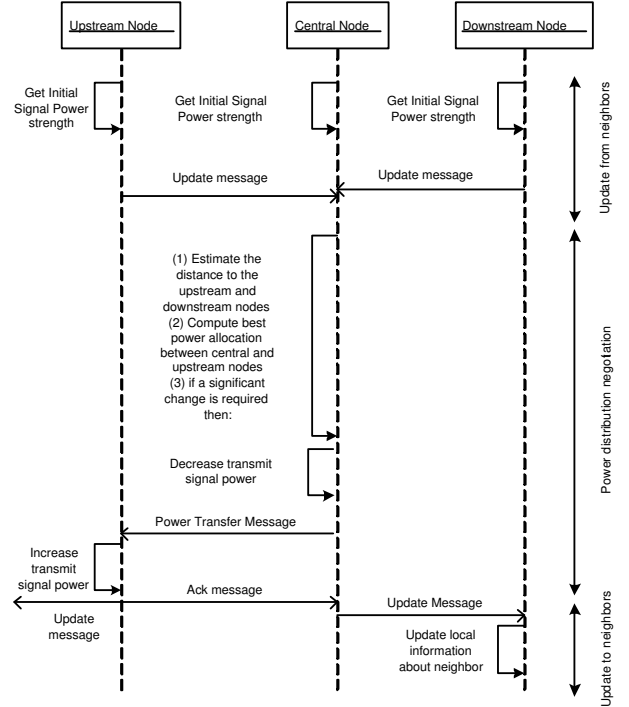 Upstream Node
Central Node
Downstream Node
Get Initial
Signal Power
strength
Get Initial Signal
Power strength
Get Initial Signal
Power strength
Update from neighbors
Update message
Update message
(1) Estimate the
distance to the
upstream and
downstream nodes
(2) Compute best
power allocation
between central and
upstream nodes
(3) if a significant
change is required
then:
Power distribution negotiation
Decrease transmit
signal power
Power Transfer Message
Increase
transmit
signal power
Ack message
Update
message
Update Message
Update local
information
about neighbor
Update to neighbors